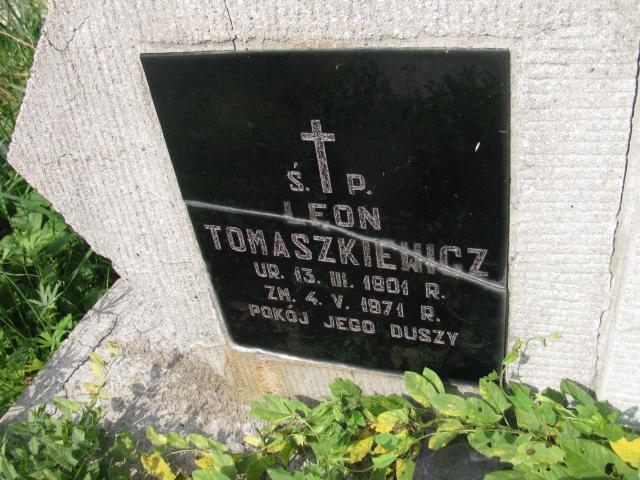 Ś. P.
LEON
TOMASZKIEWICZ
UR. 13. III. 1901 R.
ZM. 4. V. 1971 R.
POKÓJ JEGO DUSZY